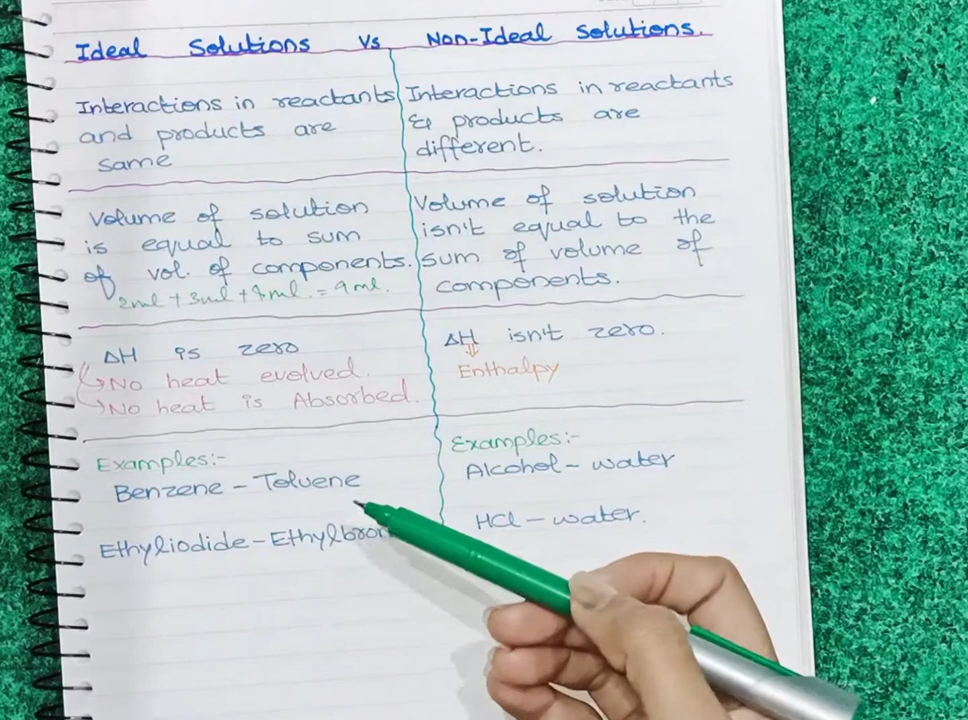 Ideal Solutions Vs Non-Ideal Solutions.
Interactions in reactants
and products are
same
Interactions in reactants
& products are
different.
Volume of solution
is equal to sum
of vol. of components.
2ml + 3ml + 4ml = 9ml.
Volume of solution
isn't equal to the
sum of volume of
components.
ΔH is zero
No heat evolved.
No heat is Absorbed.
ΔH isn't zero.
Enthalpy
Examples:-
Benzene - Toluene
Ethyliodide - Ethylbrom
Examples:-
Alcohol - water
HCl - water.